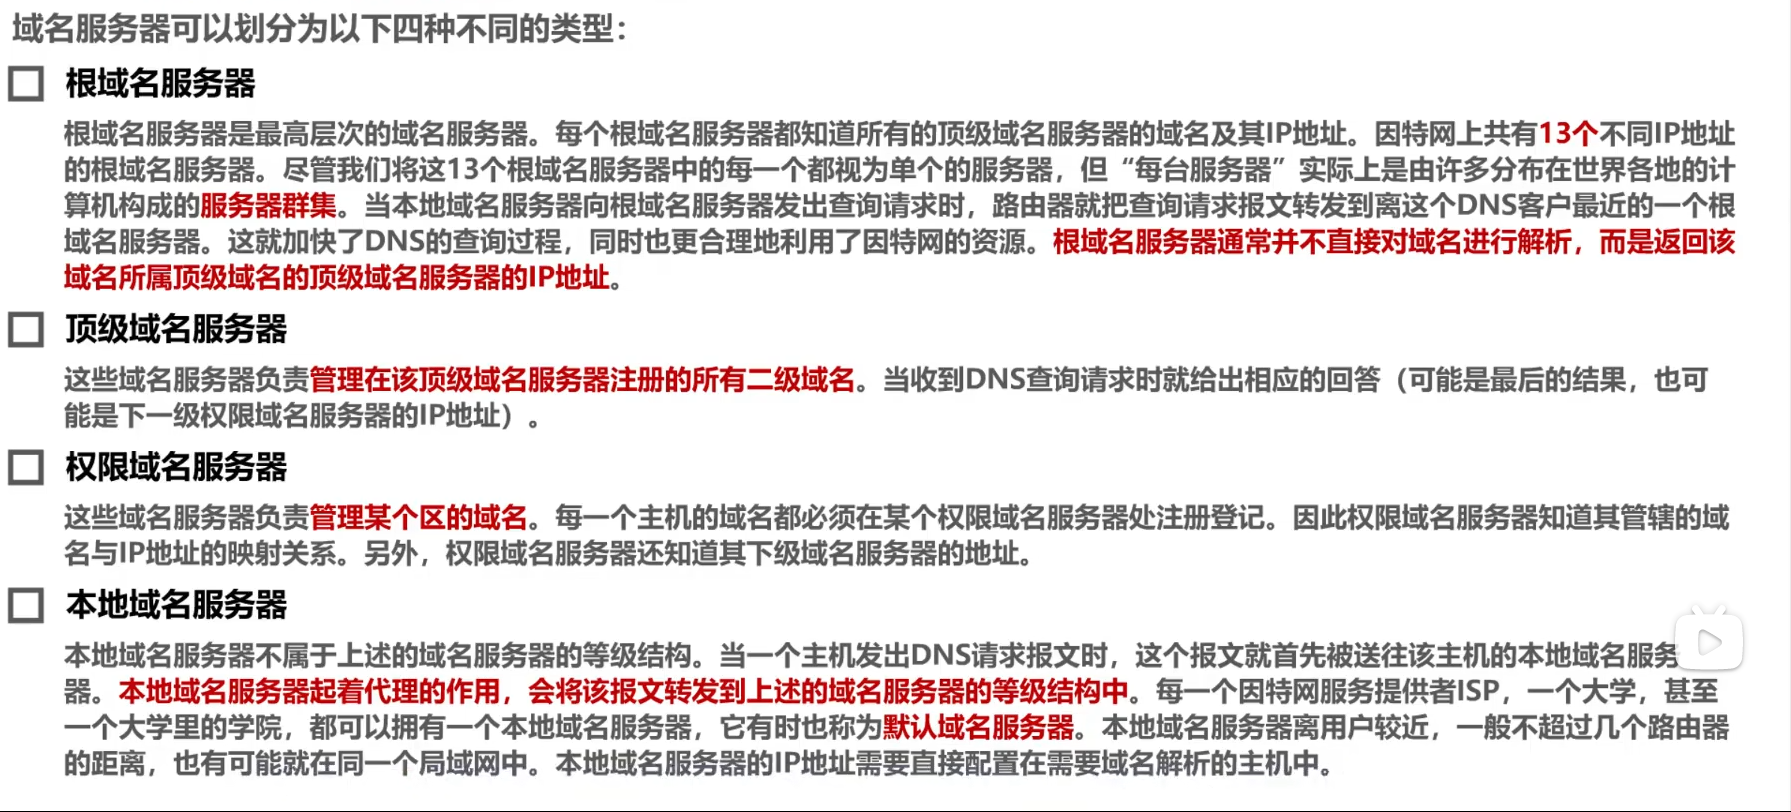 域名服务器可以划分为以下四种不同的类型：
根域名服务器
根域名服务器是最高层次的域名服务器。每个根域名服务器都知道所有的顶级域名服务器的域名及其IP地址。因特网上共有13个不同IP地址
的根域名服务器。尽管我们将这13个根域名服务器中的每一个都视为单个的服务器，但“每台服务器”实际上是由许多分布在世界各地的计
算机构成的服务器群集。当本地域名服务器向根域名服务器发出查询请求时，路由器就把查询请求报文转发到离这个DNS客户最近的一个根
域名服务器。这就加快了DNS的查询过程，同时也更合理地利用了因特网的资源。根域名服务器通常并不直接对域名进行解析，而是返回该
域名所属顶级域名的顶级域名服务器的IP地址。
顶级域名服务器
这些域名服务器负责管理在该顶级域名服务器注册的所有二级域名。当收到DNS查询请求时就给出相应的回答（可能是最后的结果，也可
能是下一级权限域名服务器的IP地址）。
权限域名服务器
这些域名服务器负责管理某个区的域名。每一个主机的域名都必须在某个权限域名服务器处注册登记。因此权限域名服务器知道其管辖的域
名与IP地址的映射关系。另外，权限域名服务器还知道其下级域名服务器的地址。
本地域名服务器
本地域名服务器不属于上述的域名服务器的等级结构。当一个主机发出DNS请求报文时，这个报文就首先被送往该主机的本地域名服务
器。本地域名服务器起着代理的作用，会将该报文转发到上述的域名服务器的等级结构中。每一个因特网服务提供者ISP，一个大学，甚至
一个大学里的学院，都可以拥有一个本地域名服务器，它有时也称为默认域名服务器。本地域名服务器离用户较近，一般不超过几个路由器
的距离，也有可能就在同一个局域网中。本地域名服务器的IP地址需要直接配置在需要域名解析的主机中。